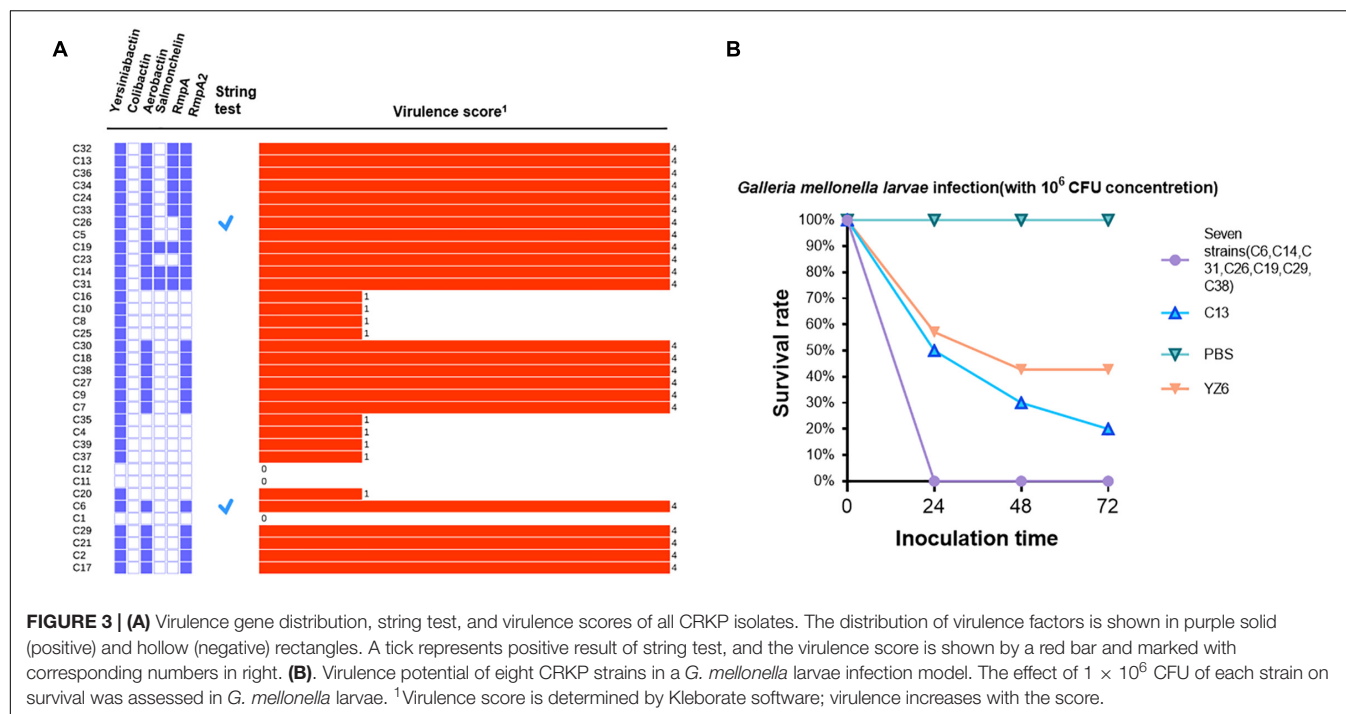 A
Yersiniabactin
Colibactin
Aerobactin
Salmonchelin
RmpA
RmpA2
String
test
Virulence score¹
C32 4
C13 4
C36 4
C34 4
C24 4
C33 4
C26 4
C5 4
C19 4
C23 4
C14 4
C31 4
C16 1
C10 1
C8 1
C25 1
C30 4
C18 4
C38 4
C27 4
C9 4
C7 4
C35 1
C4 1
C39 1
C37 1
C12 0
C11 0
C20 1
C6 4
C1 0
C29 4
C21 4
C2 4
C17 4
B
Galleria mellonella larvae infection(with 10⁶ CFU concentretion)
Survival rate
100%
90%
80%
70%
60%
50%
40%
30%
20%
10%
0%
0 24 48 72
Inoculation time
Seven
strains(C6,C14,C
31,C26,C19,C29,
C38)
C13
PBS
YZ6
FIGURE 3 | (A) Virulence gene distribution, string test, and virulence scores of all CRKP isolates. The distribution of virulence factors is shown in purple solid
(positive) and hollow (negative) rectangles. A tick represents positive result of string test, and the virulence score is shown by a red bar and marked with
corresponding numbers in right. (B). Virulence potential of eight CRKP strains in a G. mellonella larvae infection model. The effect of 1 × 10⁶ CFU of each strain on
survival was assessed in G. mellonella larvae. ¹Virulence score is determined by Kleborate software; virulence increases with the score.